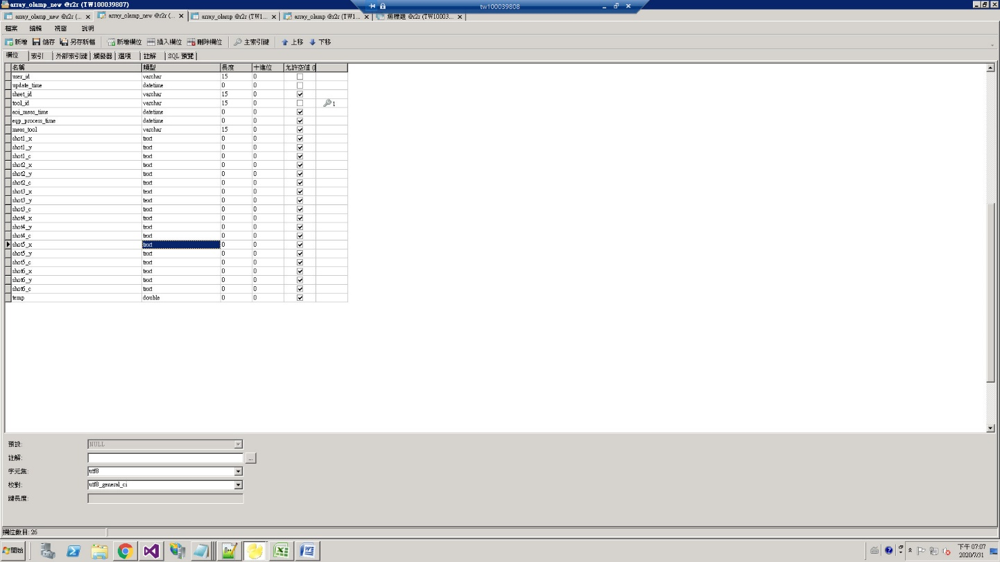 array_olamp_new @r2r (TW100039807)
tw100039808
array_olamp_new @r2r (... array_olamp_new @r2r (... array_olamp @r2r (TW1... array_olamp @r2r (TW1... 無標題 @r2r (TW10003...
檔案 編輯 視窗 說明
新增 儲存 另存新檔 新增欄位 插入欄位 刪除欄位 主索引鍵 上移 下移
欄位 索引 外部索引鍵 觸發器 選項 註解 SQL 預覽
名稱 類型 長度 十進位 允許空值 (
user_id varchar 15 0
update_time datetime 0 0
sheet_id varchar 15 0
tool_id varchar 15 0 1
aoi_meas_time datetime 0 0
eqp_process_time datetime 0 0
meas_tool varchar 15 0
shot1_x text 0 0
shot1_y text 0 0
shot1_c text 0 0
shot2_x text 0 0
shot2_y text 0 0
shot2_c text 0 0
shot3_x text 0 0
shot3_y text 0 0
shot3_c text 0 0
shot4_x text 0 0
shot4_y text 0 0
shot4_c text 0 0
shot5_x text 0 0
shot5_y text 0 0
shot5_c text 0 0
shot6_x text 0 0
shot6_y text 0 0
shot6_c text 0 0
temp double 0 0
預設: NULL
註解: ...
字元集: utf8
校對: utf8_general_ci
鍵長度:
欄位數目: 26
開始 下午 07:07
2020/7/31